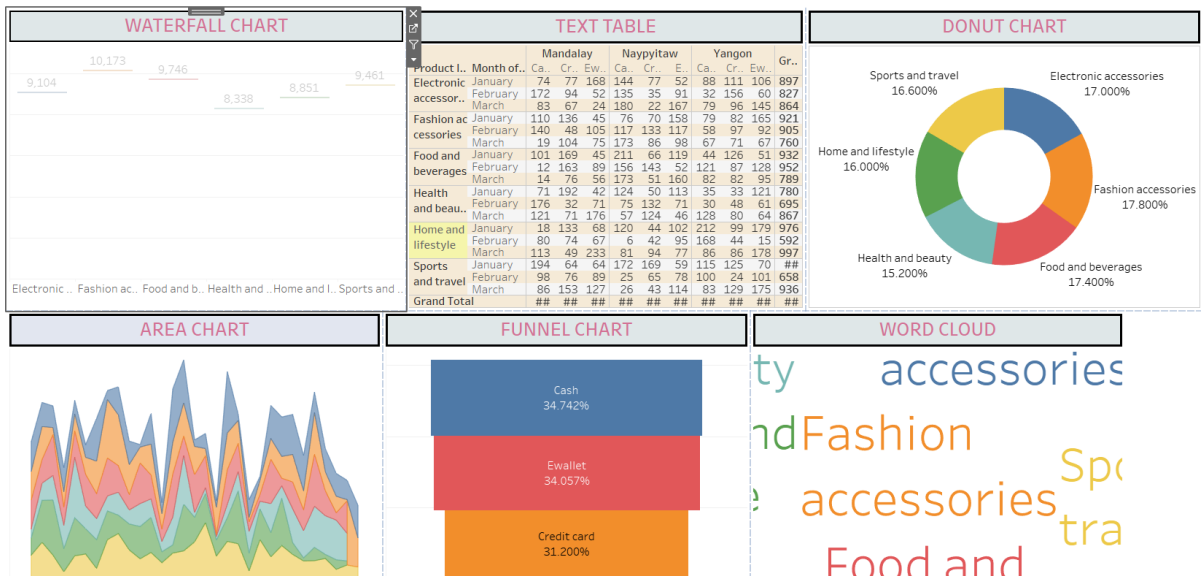 WATERFALL CHART
9,104
10,173
9,746
8,338
8,851
9,461
Electronic .. Fashion ac.. Food and b.. Health and .. Home and l.. Sports and ..
TEXT TABLE
Mandalay Naypyitaw Yangon
Product l.. Month of.. Ca.. Cr.. Ew.. Ca.. Cr.. E.. Ca.. Cr.. Ew.. Gr..
Electronic accessor.. January 74 77 168 144 77 52 88 111 106 897
February 172 94 52 135 35 91 32 156 60 827
March 83 67 24 180 22 167 79 96 145 864
Fashion ac cessories January 110 136 45 76 70 158 79 82 165 921
February 140 48 105 117 133 117 58 97 92 905
March 19 104 75 173 86 98 67 71 67 760
Food and beverages January 101 169 45 211 66 119 44 126 51 932
February 12 163 89 156 143 52 121 87 128 952
March 14 76 56 173 51 160 82 82 95 789
Health and beau.. January 71 192 42 124 50 113 35 33 121 780
February 176 32 71 75 132 71 30 48 61 695
March 121 71 176 57 124 46 128 80 64 867
Home and lifestyle January 18 133 68 120 44 102 212 99 179 976
February 80 74 67 6 42 95 168 44 15 592
March 113 49 233 81 94 77 86 86 178 997
Sports and travel January 194 64 64 172 169 59 115 125 70 ##
February 98 76 89 25 65 78 100 24 101 658
March 86 153 127 26 43 114 83 129 175 936
Grand Total ## ## ## ## ## ## ## ## ## ##
DONUT CHART
Sports and travel
16.600%
Electronic accessories
17.000%
Home and lifestyle
16.000%
Fashion accessories
17.800%
Health and beauty
15.200%
Food and beverages
17.400%
AREA CHART
FUNNEL CHART
Cash
34.742%
Ewallet
34.057%
Credit card
31.200%
WORD CLOUD
ty accessories
nd Fashion
accessories
Spo
tra
Food and